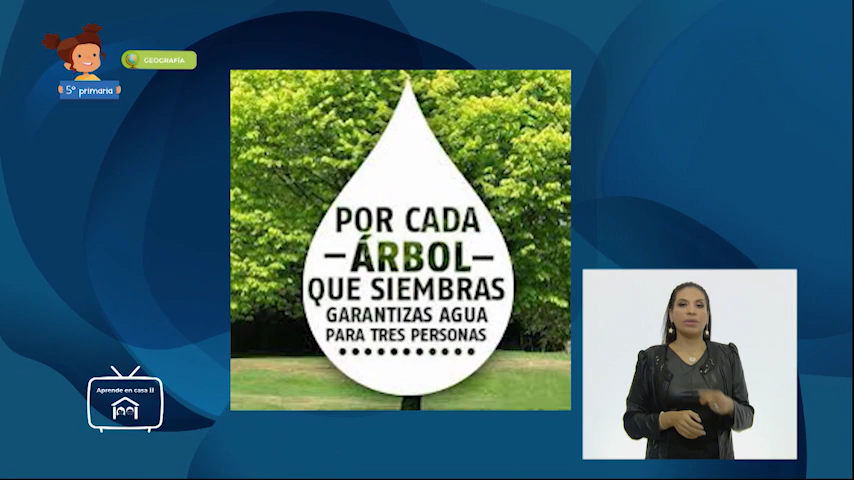 5° primaria
GEOGRAFÍA
POR CADA
ÁRBOL
QUE SIEMBRAS
GARANTIZAS AGUA
PARA TRES PERSONAS
Aprende en casa II